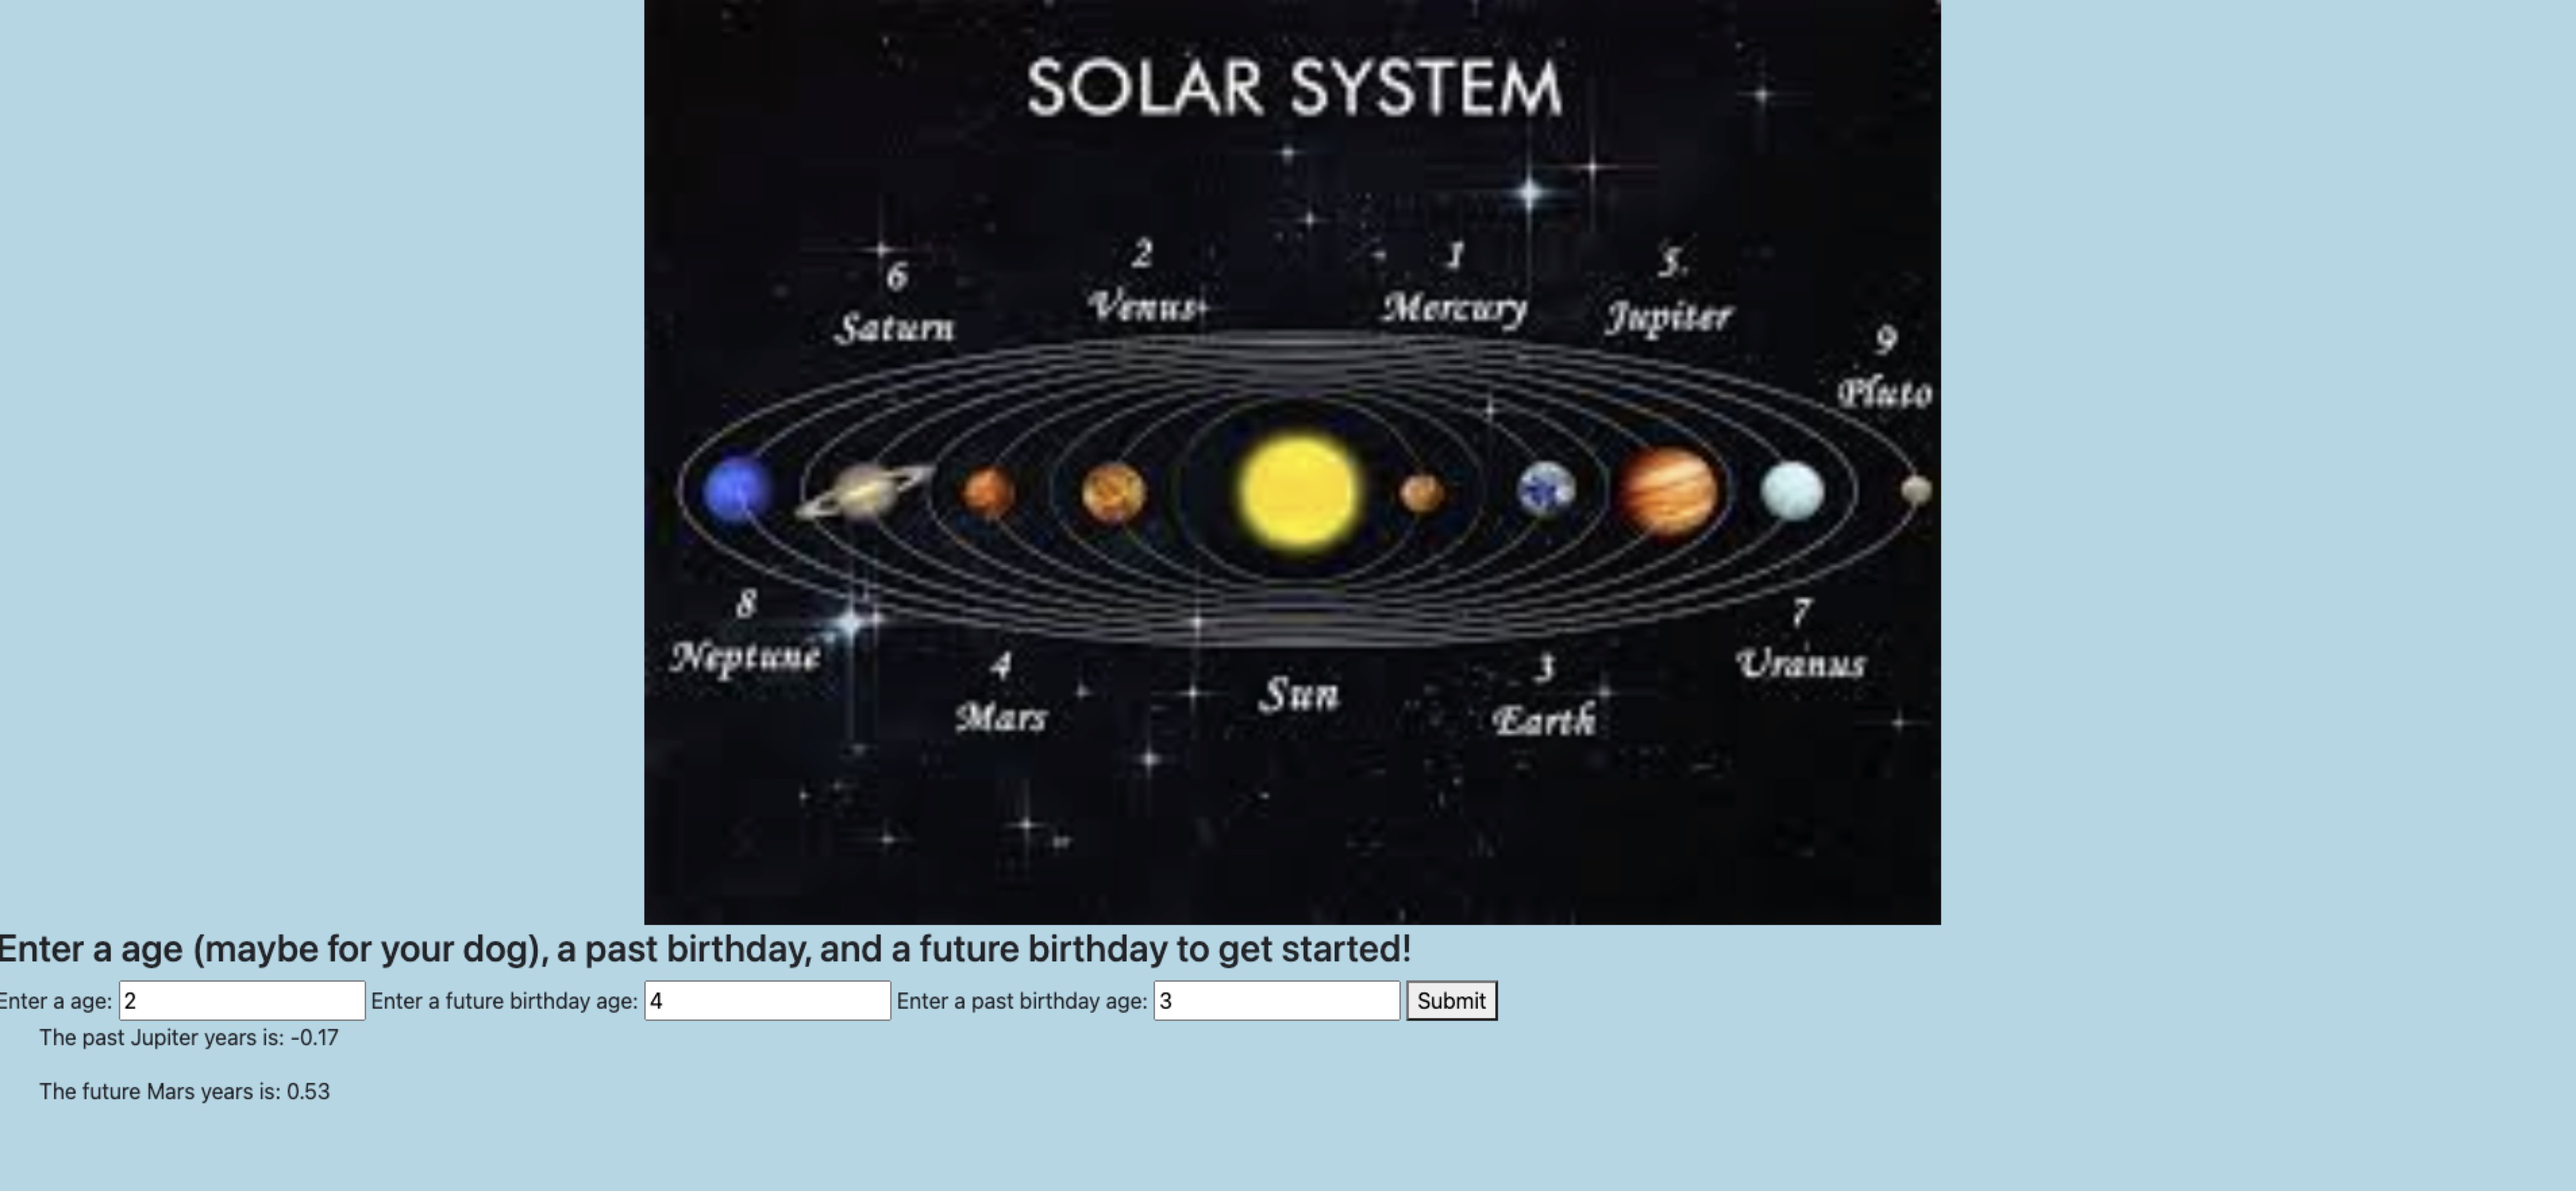 SOLAR SYSTEM
6
Saturn
2
Venus
1
Mercury
5
Jupiter
9
Pluto
8
Neptune
4
Mars
Sun
3
Earth
7
Uranus
Enter a age (maybe for your dog), a past birthday, and a future birthday to get started!
Enter a age: 2 Enter a future birthday age: 4 Enter a past birthday age: 3 Submit
The past Jupiter years is: -0.17
The future Mars years is: 0.53